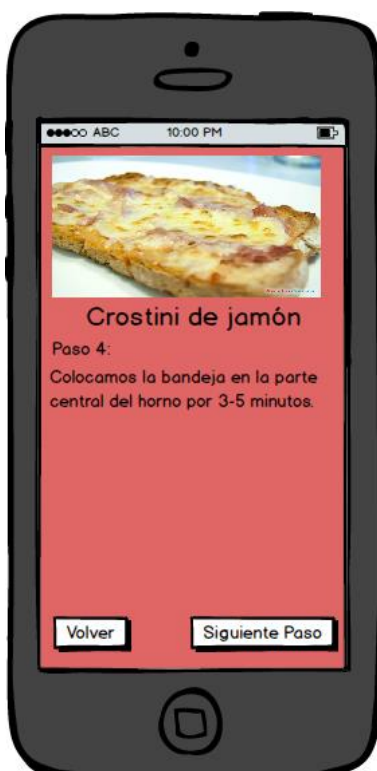 ABC 10:00 PM
Crostini de jamón
Paso 4:
Colocamos la bandeja en la parte
central del horno por 3-5 minutos.
Volver Siguiente Paso